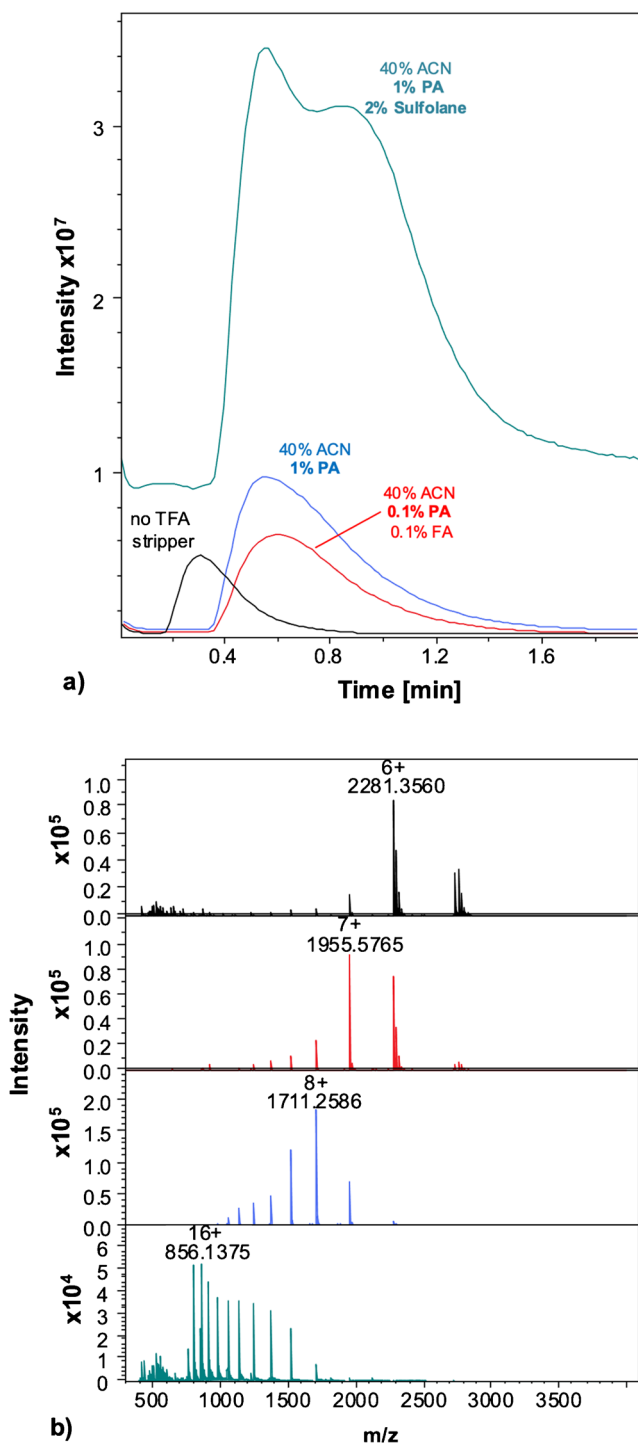 40% ACN
1% PA
2% Sulfolane
3
Intensity x10⁷
2
1
40% ACN
1% PA
40% ACN
0.1% PA
0.1% FA
no TFA
stripper
0.4 0.8 1.2 1.6
a)
Time [min]
6+
2281.3560
1.0
0.8
0.6
0.4
0.2
0.0
x10⁵
7+
1955.5765
1.0
0.8
0.6
0.4
0.2
0.0
x10⁵
Intensity
8+
1711.2586
2.0
1.5
1.0
0.5
0.0
x10⁵
16+
856.1375
6
5
4
3
2
1
0
x10⁴
500 1000 1500 2000 2500 3000 3500
b)
m/z